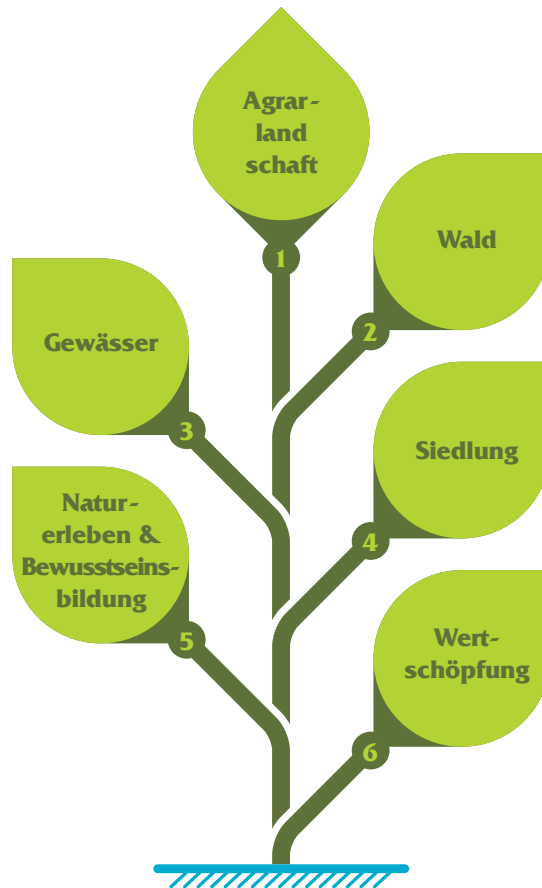 Agrar-
land
schaft
1
Wald
2
Gewässer
3
Siedlung
4
Natur-
erleben &
Bewusstseins-
bildung
5
Wert-
schöpfung
6